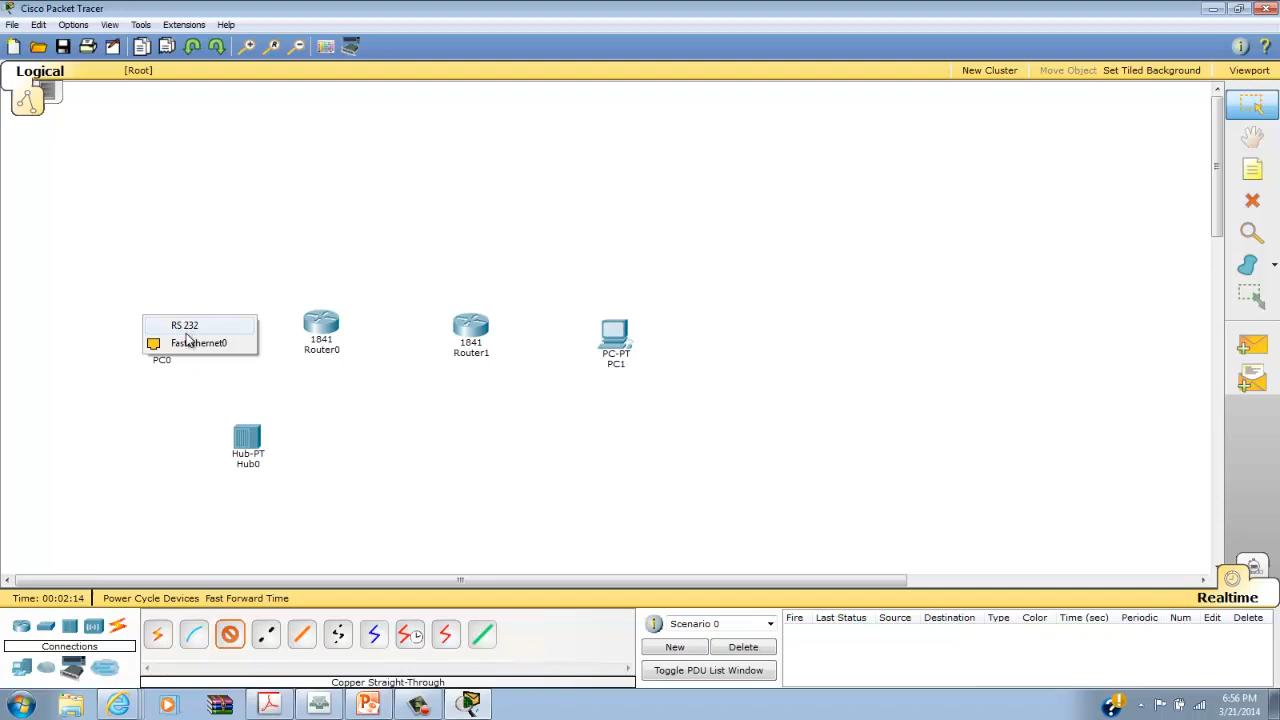 Cisco Packet Tracer
File Edit Options View Tools Extensions Help
Logical [Root] New Cluster Move Object Set Tiled Background Viewport
RS 232
FastEthernet0
PC0
1841
Router0
1841
Router1
PC-PT
PC1
Hub-PT
Hub0
Time: 00:02:14 Power Cycle Devices Fast Forward Time
Realtime
Connections
Copper Straight-Through
Scenario 0
New Delete
Toggle PDU List Window
Fire Last Status Source Destination Type Color Time (sec) Periodic Num Edit Delete
6:56 PM
3/21/2014